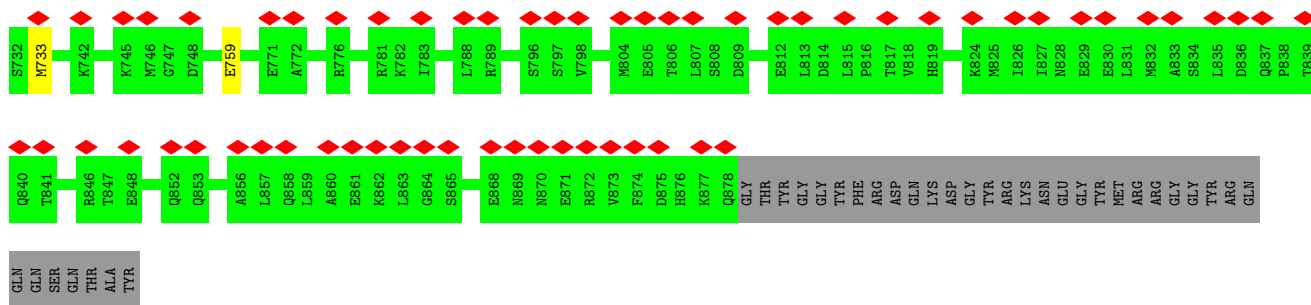 S732 M733 K742 K745 M746 G747 D748 E759 E771 A772 R776 R781 K782 I783 L788 R789 S796 S797 V798 M804 E805 T806 L807 S808 D809 E812 L813 D814 L815 P816 T817 V818 H819 K824 M825 I826 I827 N828 E829 E830 L831 M832 A833 S834 L835 D836 Q837 P838 T839
Q840 T841 R846 T847 E848 Q852 Q853 A856 L857 Q858 L859 A860 E861 K862 L863 G864 S865 E868 N869 N870 E871 R872 V873 F874 D875 H876 K877 Q878 GLY THR TYR GLY GLY TYR PHE ARG ASP GLN LYS ASP GLY TYR ARG LYS ASN GLU GLY TYR MET ARG ARG GLY GLY TYR ARG GLN
GLN GLN SER GLN THR ALA TYR